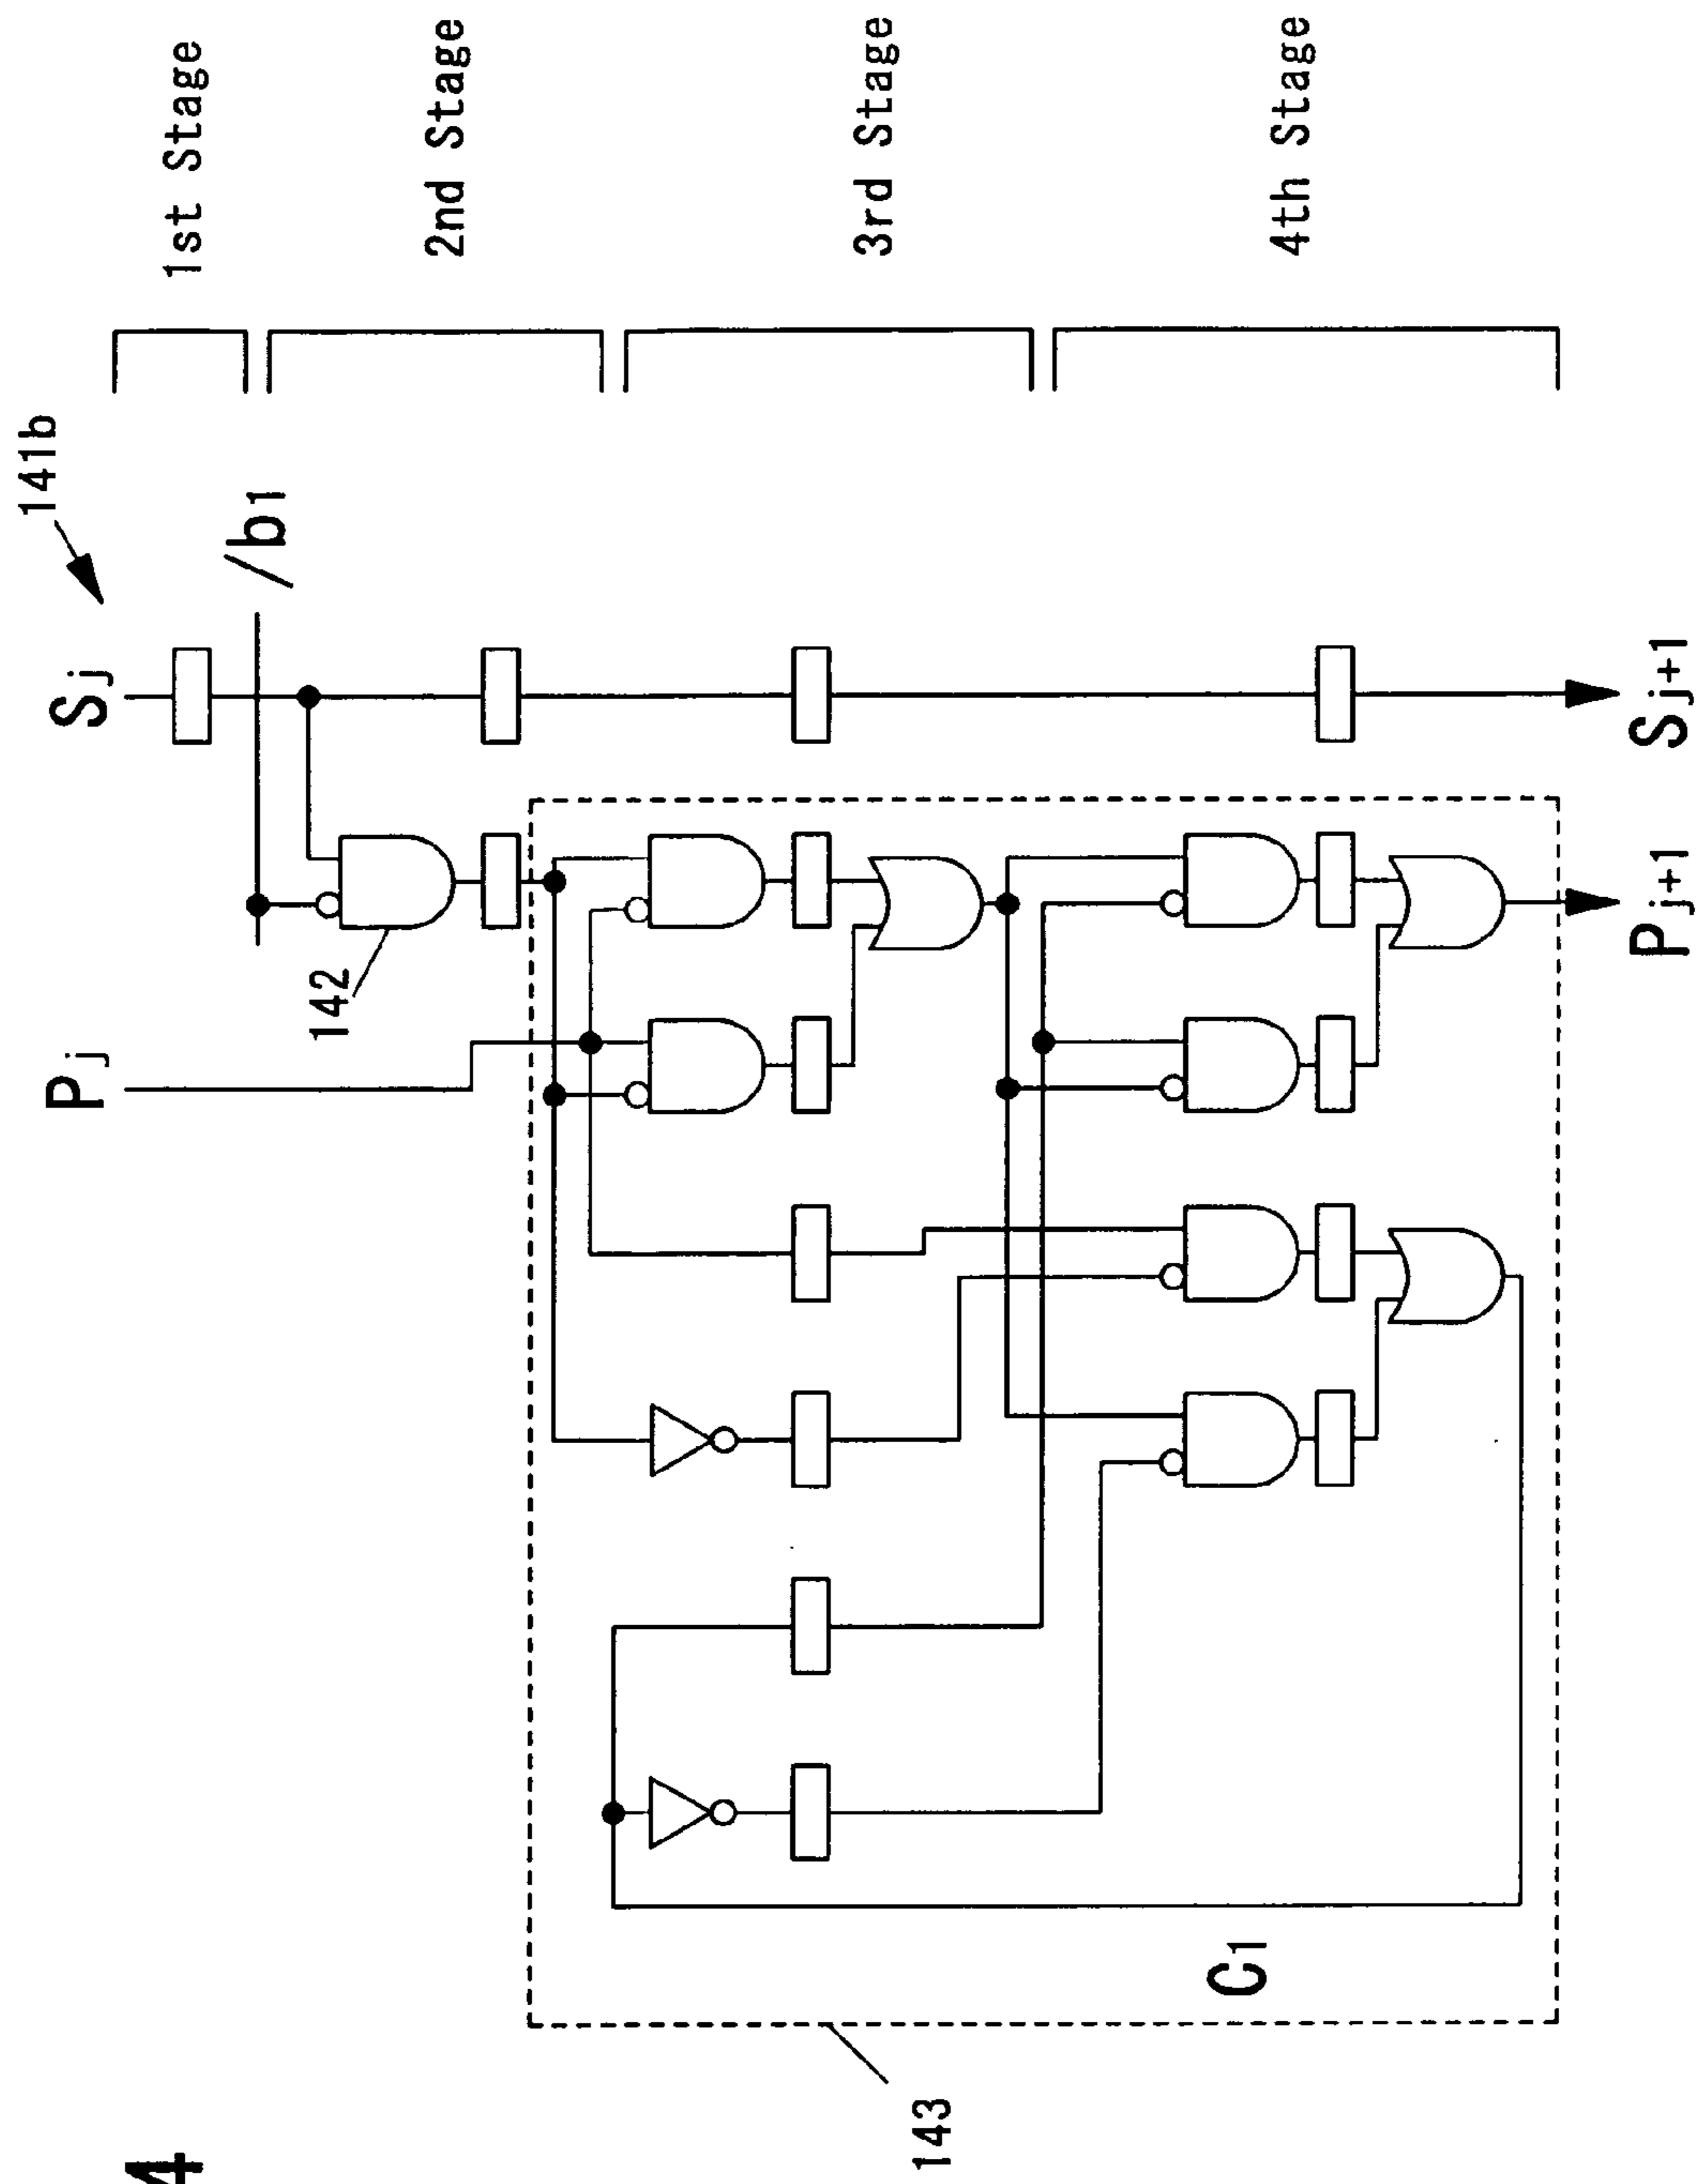 141b
1st Stage
2nd Stage
3rd Stage
4th Stage
Sj
/b1
Pj
142
Sj+1
Pj+1
C1
143
4